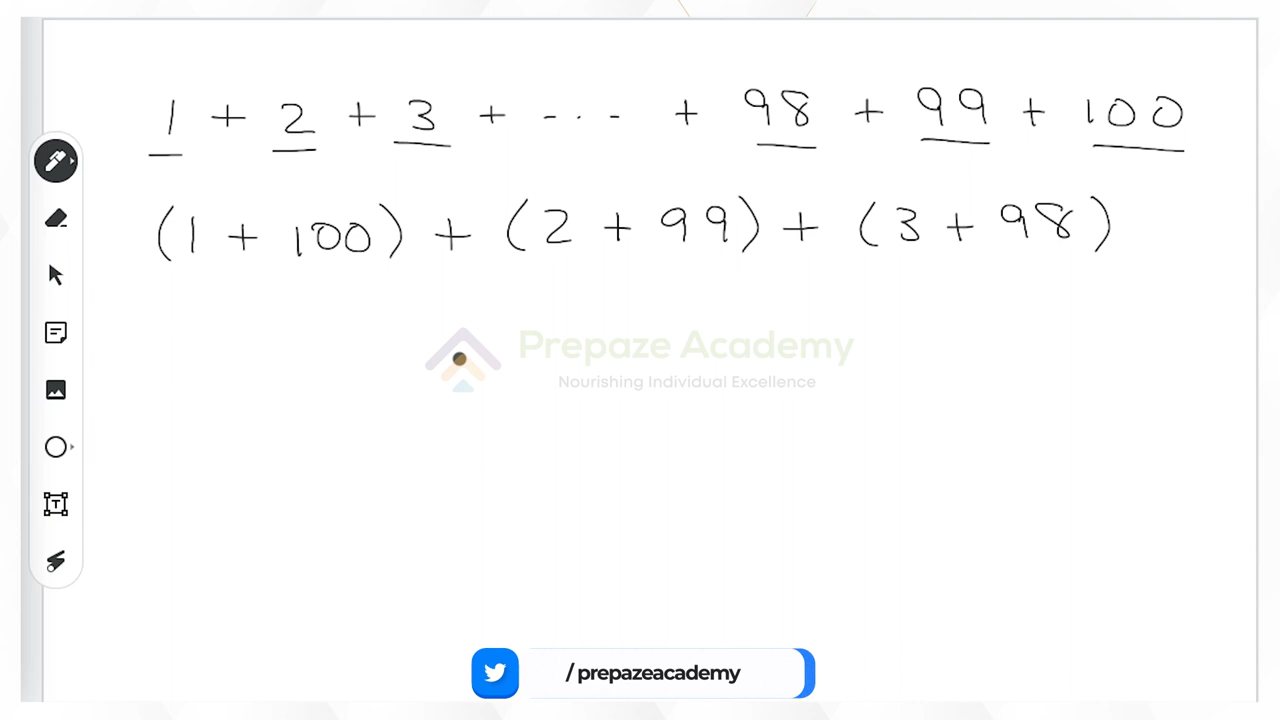 1 + 2 + 3 + ---- + 98 + 99 + 100
(1 + 100) + (2 + 99) + (3 + 98)
Prepaze Academy
Nourishing Individual Excellence
T
/prepazeacademy